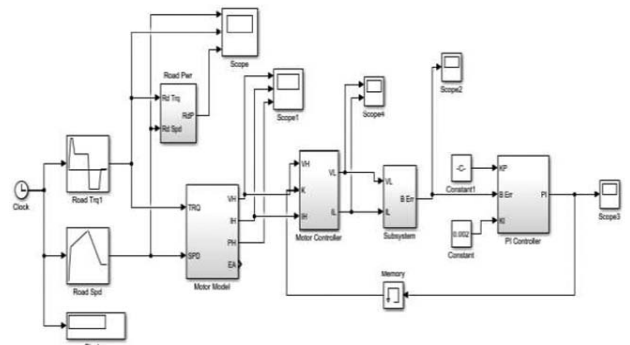 Scope
Road Pwr
Rd Trq
RdP
Rd Spd
Scope1
Scope4
Scope2
Clock
Road Trq1
Road Spd
TRQ
SPD
VH
IH
PH
EA
Motor Model
VH
K
IH
VL
IL
Motor Controller
VL
IL
B Err
Subsystem
-C-
Constant1
0.002
Constant
KP
B Err
KI
PI
PI Controller
Scope3
Memory